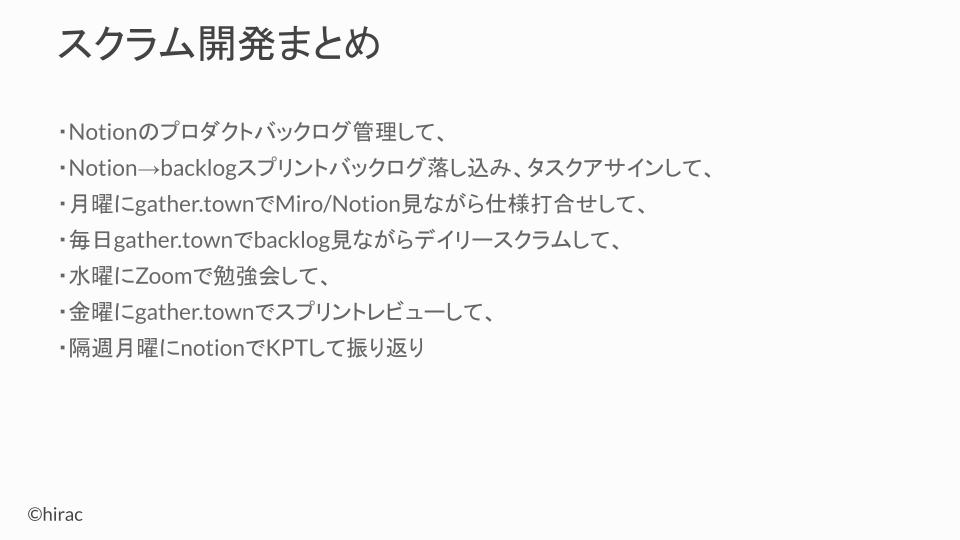 スクラム開発まとめ
・Notionのプロダクトバックログ管理して、
・Notion→backlogスプリントバックログ落し込み、タスクアサインして、
・月曜にgather.townでMiro/Notion見ながら仕様打合せして、
・毎日gather.townでbacklog見ながらデイリースクラムして、
・水曜にZoomで勉強会して、
・金曜にgather.townでスプリントレビューして、
・隔週月曜にnotionでKPTして振り返り
©hirac